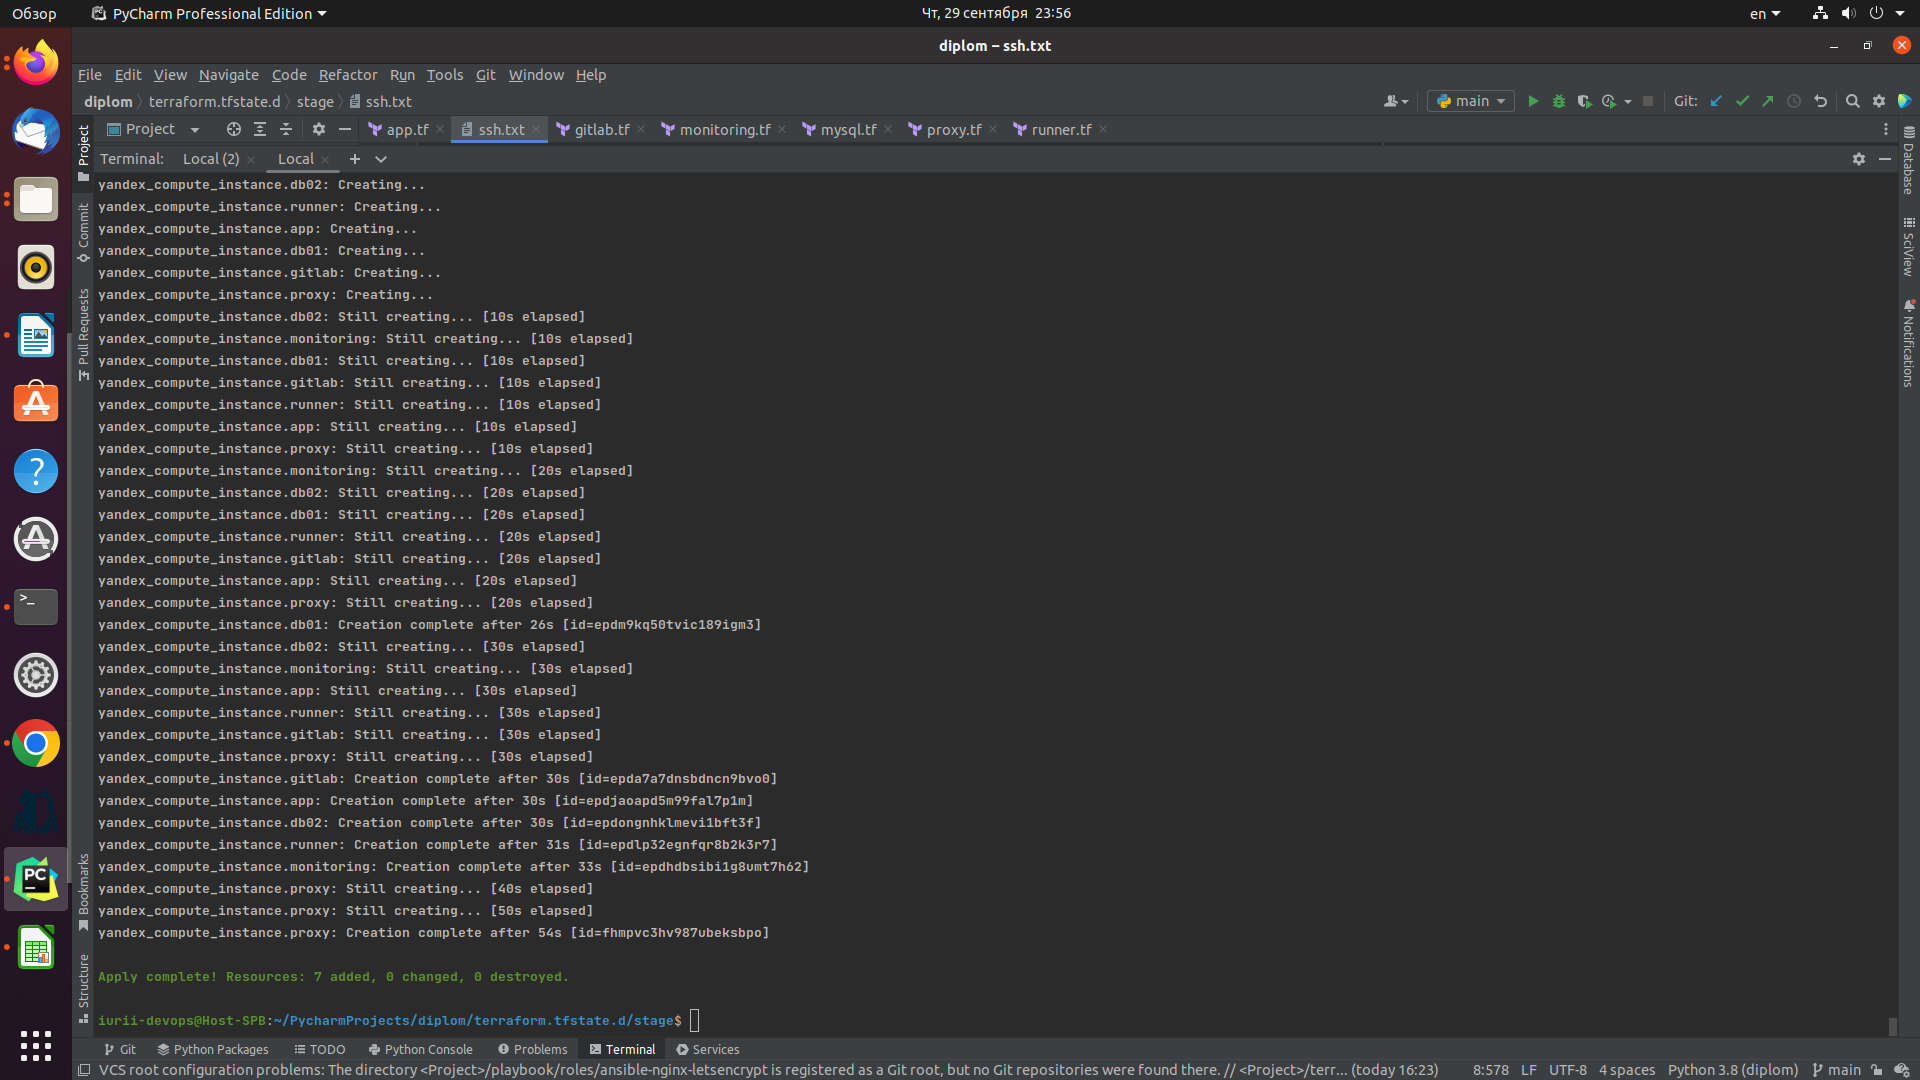 Обзор
PyCharm Professional Edition
Чт, 29 сентября 23:56
en
diplom – ssh.txt
File Edit View Navigate Code Refactor Run Tools Git Window Help
diplom terraform.tfstate.d stage ssh.txt
main
Git:
Project
app.tf
ssh.txt
gitlab.tf
monitoring.tf
mysql.tf
proxy.tf
runner.tf
Terminal: Local (2) Local
Project
Commit
Pull Requests
Bookmarks
Structure
Database
SciView
Notifications
yandex_compute_instance.db02: Creating...
yandex_compute_instance.runner: Creating...
yandex_compute_instance.app: Creating...
yandex_compute_instance.db01: Creating...
yandex_compute_instance.gitlab: Creating...
yandex_compute_instance.proxy: Creating...
yandex_compute_instance.db02: Still creating... [10s elapsed]
yandex_compute_instance.monitoring: Still creating... [10s elapsed]
yandex_compute_instance.db01: Still creating... [10s elapsed]
yandex_compute_instance.gitlab: Still creating... [10s elapsed]
yandex_compute_instance.runner: Still creating... [10s elapsed]
yandex_compute_instance.app: Still creating... [10s elapsed]
yandex_compute_instance.proxy: Still creating... [10s elapsed]
yandex_compute_instance.monitoring: Still creating... [20s elapsed]
yandex_compute_instance.db02: Still creating... [20s elapsed]
yandex_compute_instance.db01: Still creating... [20s elapsed]
yandex_compute_instance.runner: Still creating... [20s elapsed]
yandex_compute_instance.gitlab: Still creating... [20s elapsed]
yandex_compute_instance.app: Still creating... [20s elapsed]
yandex_compute_instance.proxy: Still creating... [20s elapsed]
yandex_compute_instance.db01: Creation complete after 26s [id=epdm9kq50tvic189igm3]
yandex_compute_instance.db02: Still creating... [30s elapsed]
yandex_compute_instance.monitoring: Still creating... [30s elapsed]
yandex_compute_instance.app: Still creating... [30s elapsed]
yandex_compute_instance.runner: Still creating... [30s elapsed]
yandex_compute_instance.gitlab: Still creating... [30s elapsed]
yandex_compute_instance.proxy: Still creating... [30s elapsed]
yandex_compute_instance.gitlab: Creation complete after 30s [id=epda7a7dnsbdncn9bvo0]
yandex_compute_instance.app: Creation complete after 30s [id=epdjaoapd5m99fal7p1m]
yandex_compute_instance.db02: Creation complete after 30s [id=epdongnhklmevi1bft3f]
yandex_compute_instance.runner: Creation complete after 31s [id=epdlp32egnfqr8b2k3r7]
yandex_compute_instance.monitoring: Creation complete after 33s [id=epdhdbsibi1g8umt7h62]
yandex_compute_instance.proxy: Still creating... [40s elapsed]
yandex_compute_instance.proxy: Still creating... [50s elapsed]
yandex_compute_instance.proxy: Creation complete after 54s [id=fhmpvc3hv987ubeksbpo]
Apply complete! Resources: 7 added, 0 changed, 0 destroyed.
iurii-devops@Host-SPB:~/PycharmProjects/diplom/terraform.tfstate.d/stage$
Git Python Packages TODO Python Console Problems Terminal Services
VCS root configuration problems: The directory <Project>/playbook/roles/ansible-nginx-letsencrypt is registered as a Git root, but no Git repositories were found there. // <Project>/terr... (today 16:23) 8:578 LF UTF-8 4 spaces Python 3.8 (diplom) main